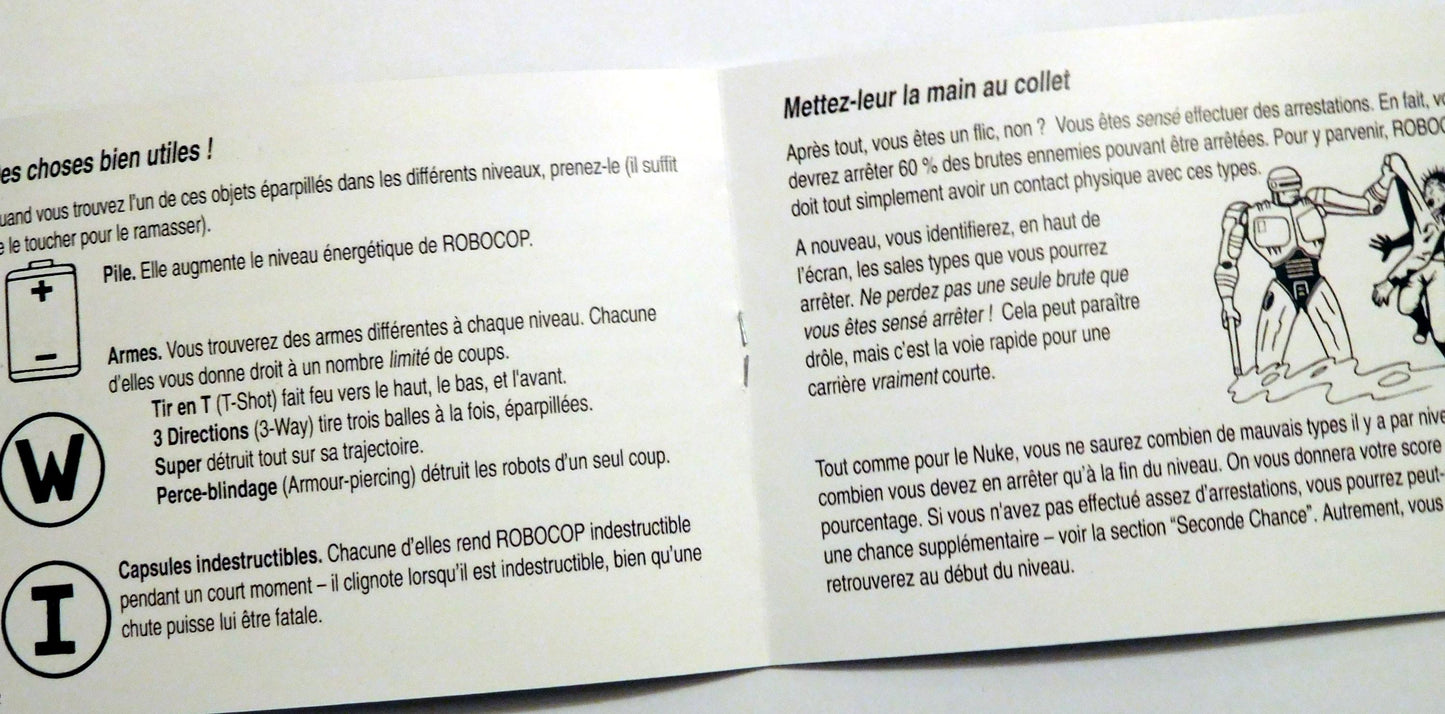 es choses bien utiles !
uand vous trouvez l'un de ces objets éparpillés dans les différents niveaux, prenez-le (il suffit
e le toucher pour le ramasser).
+
Pile. Elle augmente le niveau énergétique de ROBOCOP.
–
Armes. Vous trouverez des armes différentes à chaque niveau. Chacune
d'elles vous donne droit à un nombre limité de coups.
Tir en T (T-Shot) fait feu vers le haut, le bas, et l'avant.
3 Directions (3-Way) tire trois balles à la fois, éparpillées.
W
Super détruit tout sur sa trajectoire.
Perce-blindage (Armour-piercing) détruit les robots d'un seul coup.
Capsules indestructibles. Chacune d'elles rend ROBOCOP indestructible
I
pendant un court moment – il clignote lorsqu'il est indestructible, bien qu'une
chute puisse lui être fatale.
Mettez-leur la main au collet
Après tout, vous êtes un flic, non ? Vous êtes sensé effectuer des arrestations. En fait, vo
devrez arrêter 60 % des brutes ennemies pouvant être arrêtées. Pour y parvenir, ROBOC
doit tout simplement avoir un contact physique avec ces types.
A nouveau, vous identifierez, en haut de
l'écran, les sales types que vous pourrez
arrêter. Ne perdez pas une seule brute que
vous êtes sensé arrêter ! Cela peut paraître
drôle, mais c'est la voie rapide pour une
carrière vraiment courte.
Tout comme pour le Nuke, vous ne saurez combien de mauvais types il y a par nive
combien vous devez en arrêter qu'à la fin du niveau. On vous donnera votre score
pourcentage. Si vous n'avez pas effectué assez d'arrestations, vous pourrez peut-
une chance supplémentaire – voir la section "Seconde Chance". Autrement, vous
retrouverez au début du niveau.